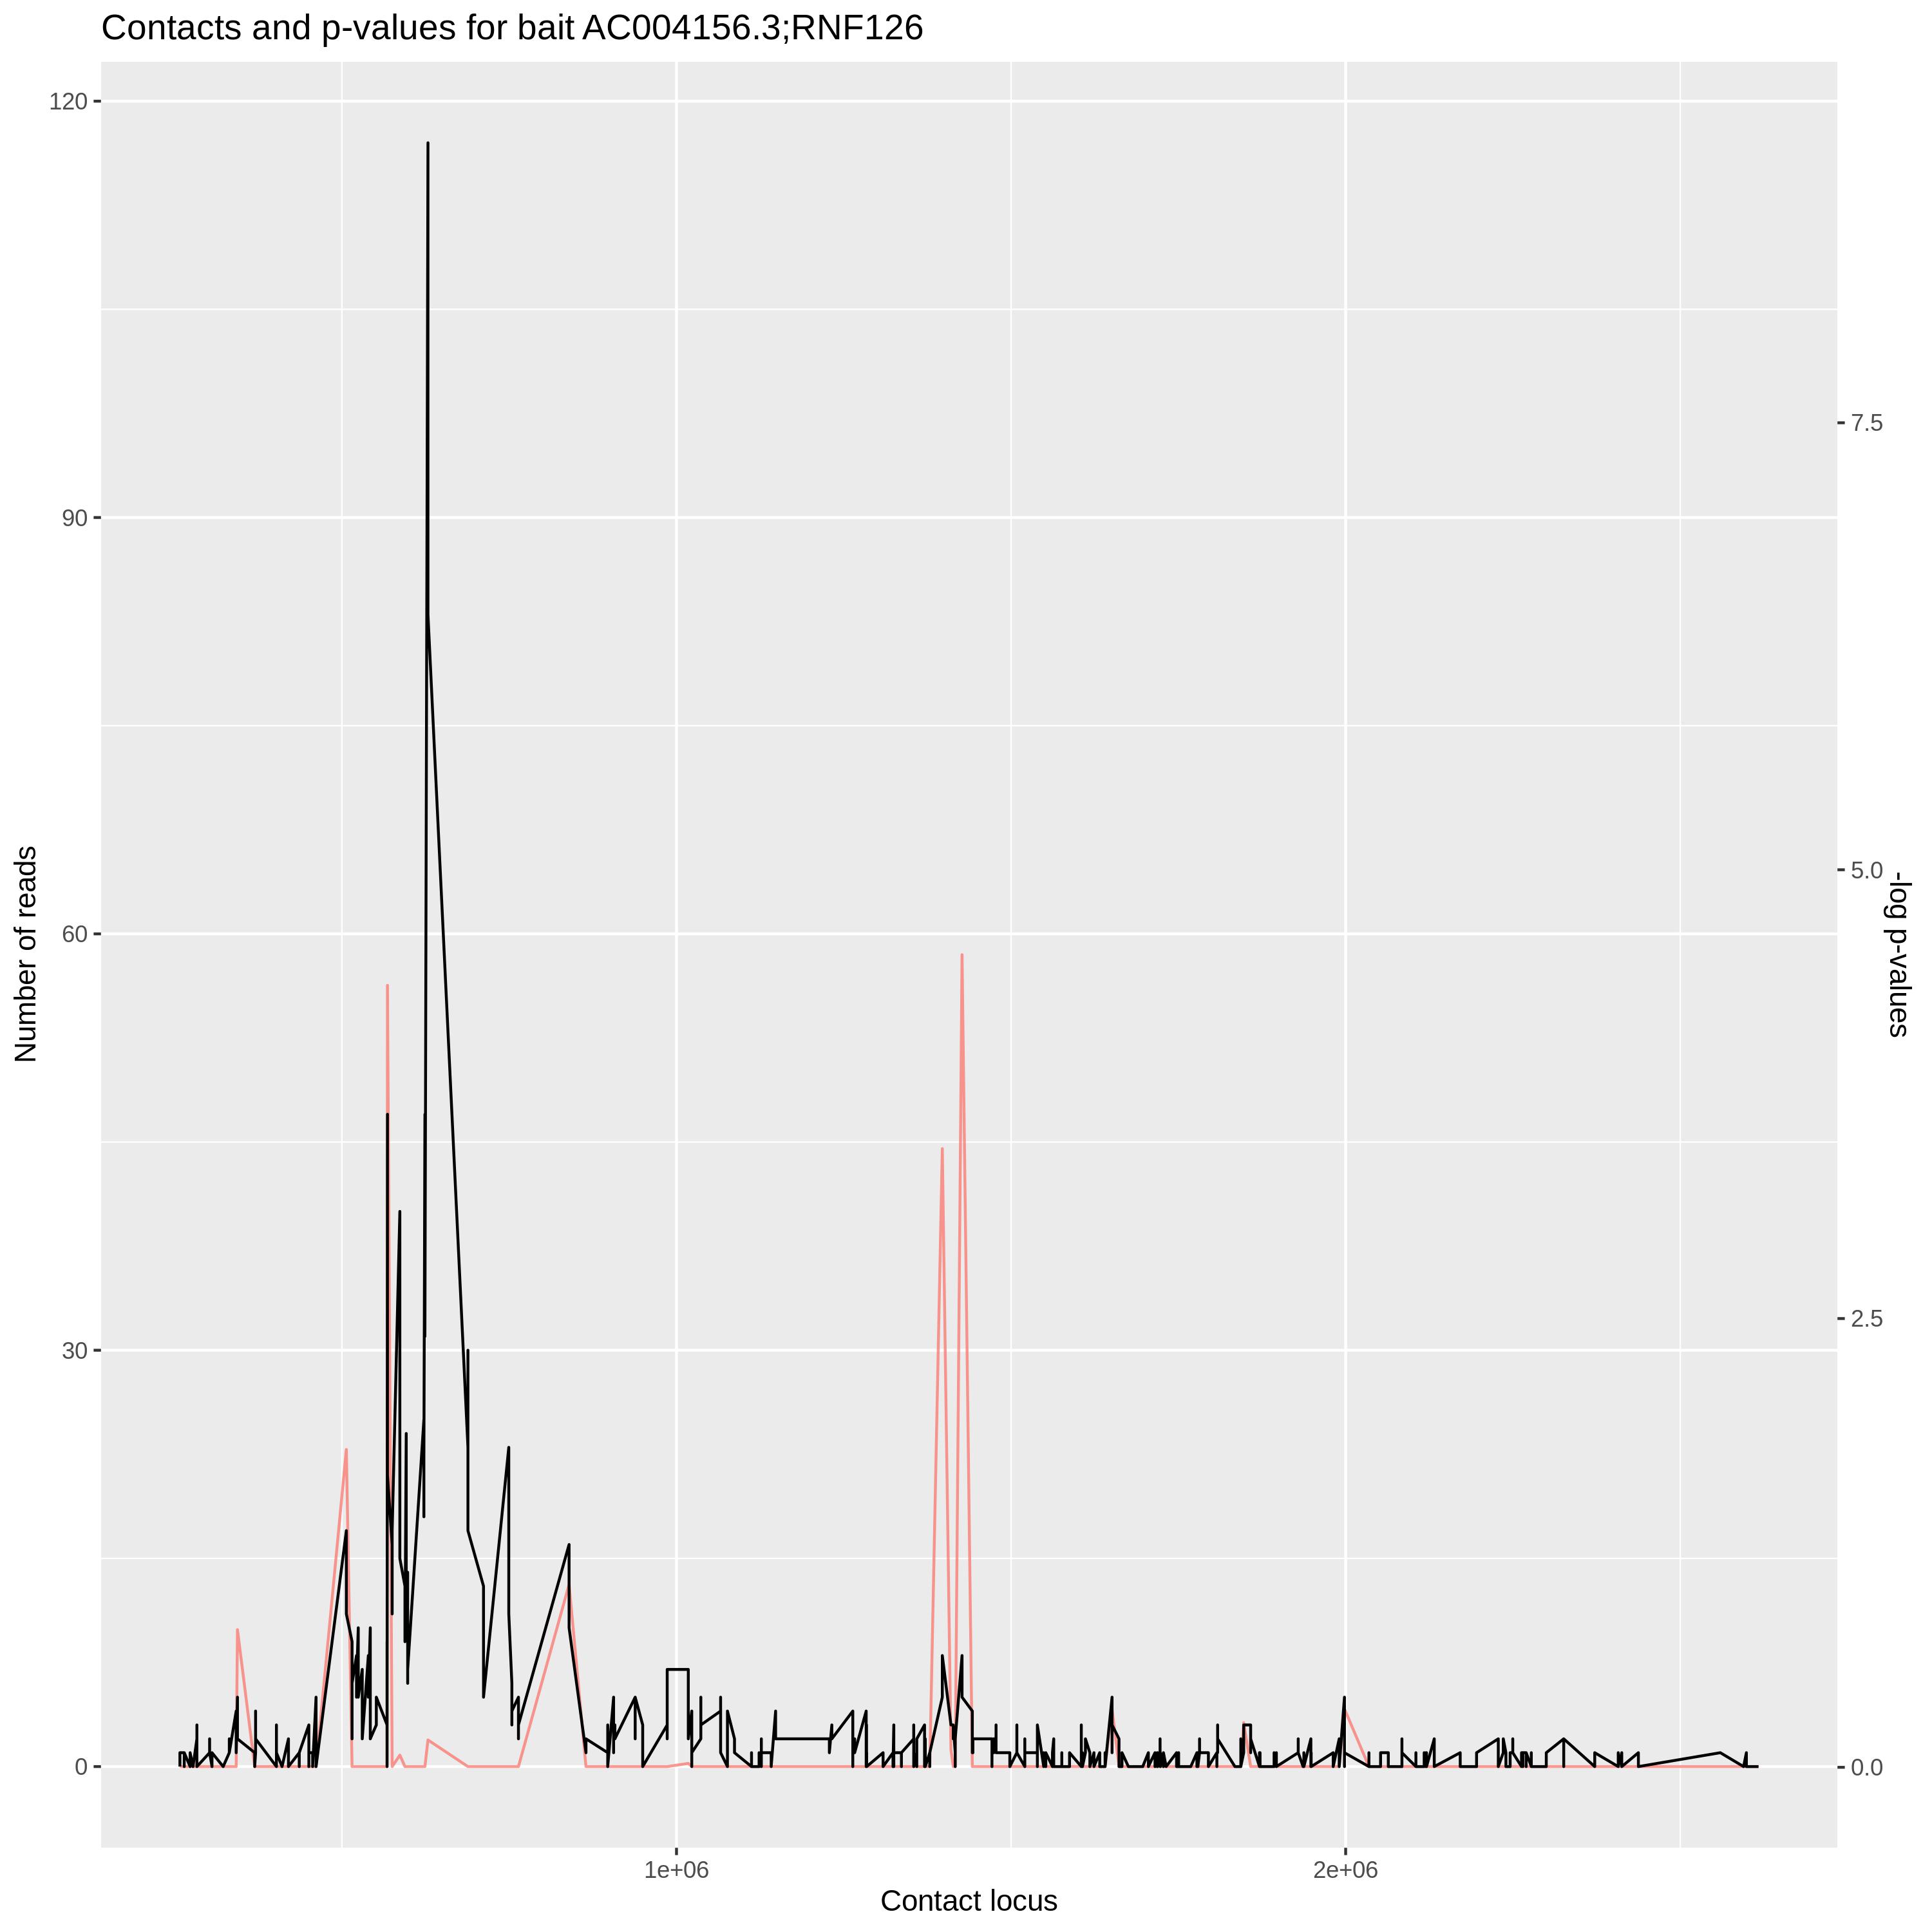 Contacts and p-values for bait AC004156.3;RNF126
120
90
60
30
0
Number of reads
7.5
5.0
2.5
0.0
-log p-values
1e+06
2e+06
Contact locus